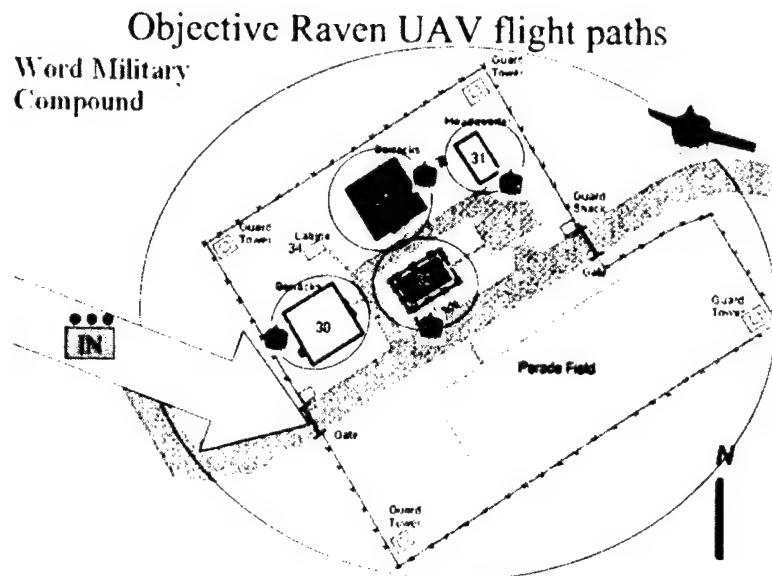 Objective Raven UAV flight paths
Word Military
Compound
Guard
Tower
Headquarters
31
Barracks
Guard
Shack
Guard
Tower
Latrine
34
Gate
Barracks
30
Guard
Tower
IN
Parade Field
Gate
N
Guard
Tower